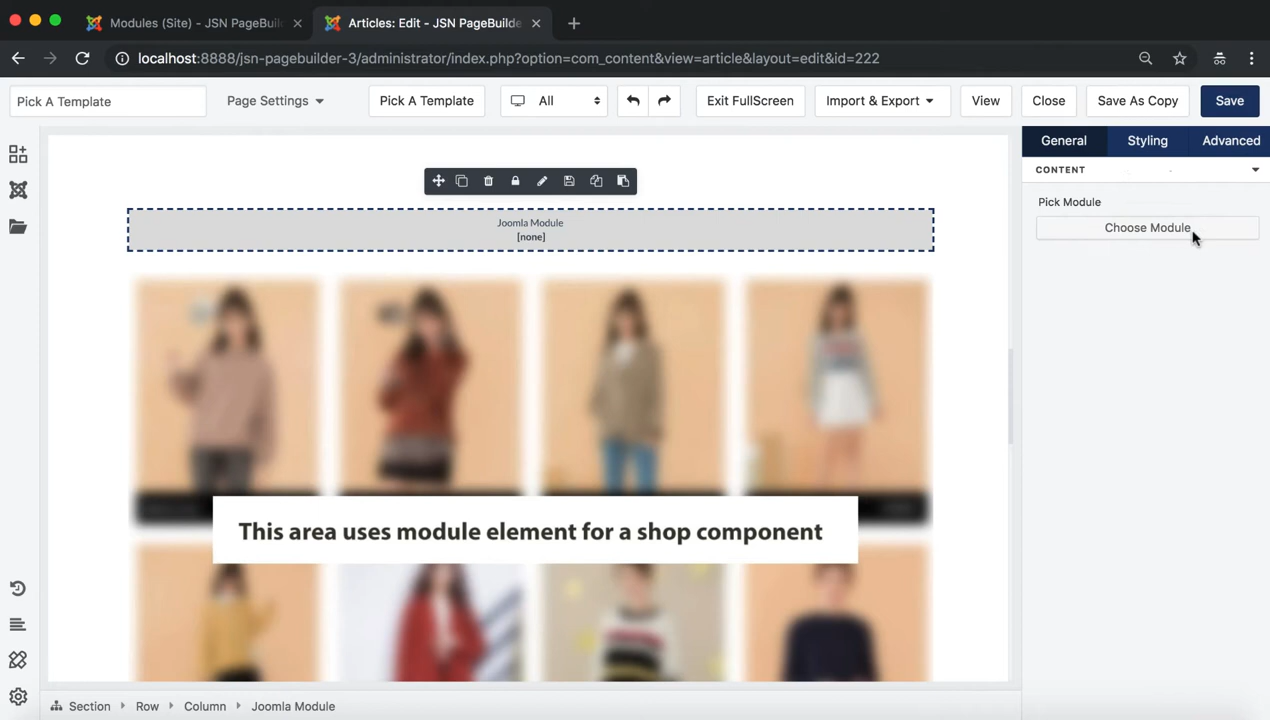 Modules (Site) - JSN PageBuil
Articles: Edit - JSN PageBuilde
localhost:8888/jsn-pagebuilder-3/administrator/index.php?option=com_content&view=article&layout=edit&id=222
Pick A Template
Page Settings
Pick A Template
All
Exit FullScreen
Import & Export
View
Close
Save As Copy
Save
General
Styling
Advanced
CONTENT
Pick Module
Choose Module
Joomla Module
[none]
This area uses module element for a shop component
Section
Row
Column
Joomla Module